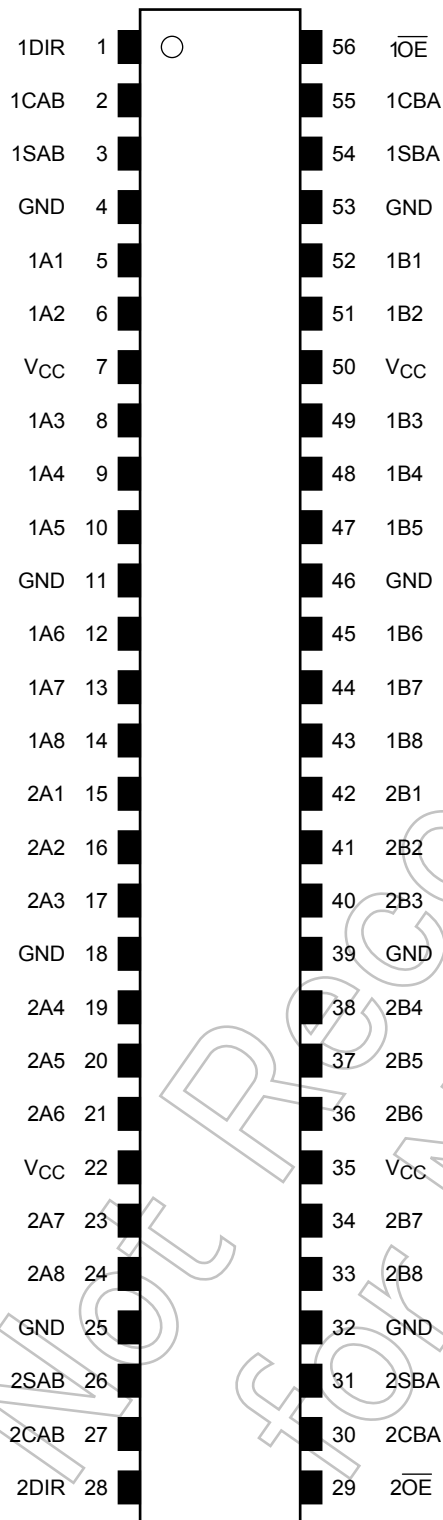 1DIR 1 56 1OE
1CAB 2 55 1CBA
1SAB 3 54 1SBA
GND 4 53 GND
1A1 5 52 1B1
1A2 6 51 1B2
VCC 7 50 VCC
1A3 8 49 1B3
1A4 9 48 1B4
1A5 10 47 1B5
GND 11 46 GND
1A6 12 45 1B6
1A7 13 44 1B7
1A8 14 43 1B8
2A1 15 42 2B1
2A2 16 41 2B2
2A3 17 40 2B3
GND 18 39 GND
2A4 19 38 2B4
2A5 20 37 2B5
2A6 21 36 2B6
VCC 22 35 VCC
2A7 23 34 2B7
2A8 24 33 2B8
GND 25 32 GND
2SAB 26 31 2SBA
2CAB 27 30 2CBA
2DIR 28 29 2OE
Not
for